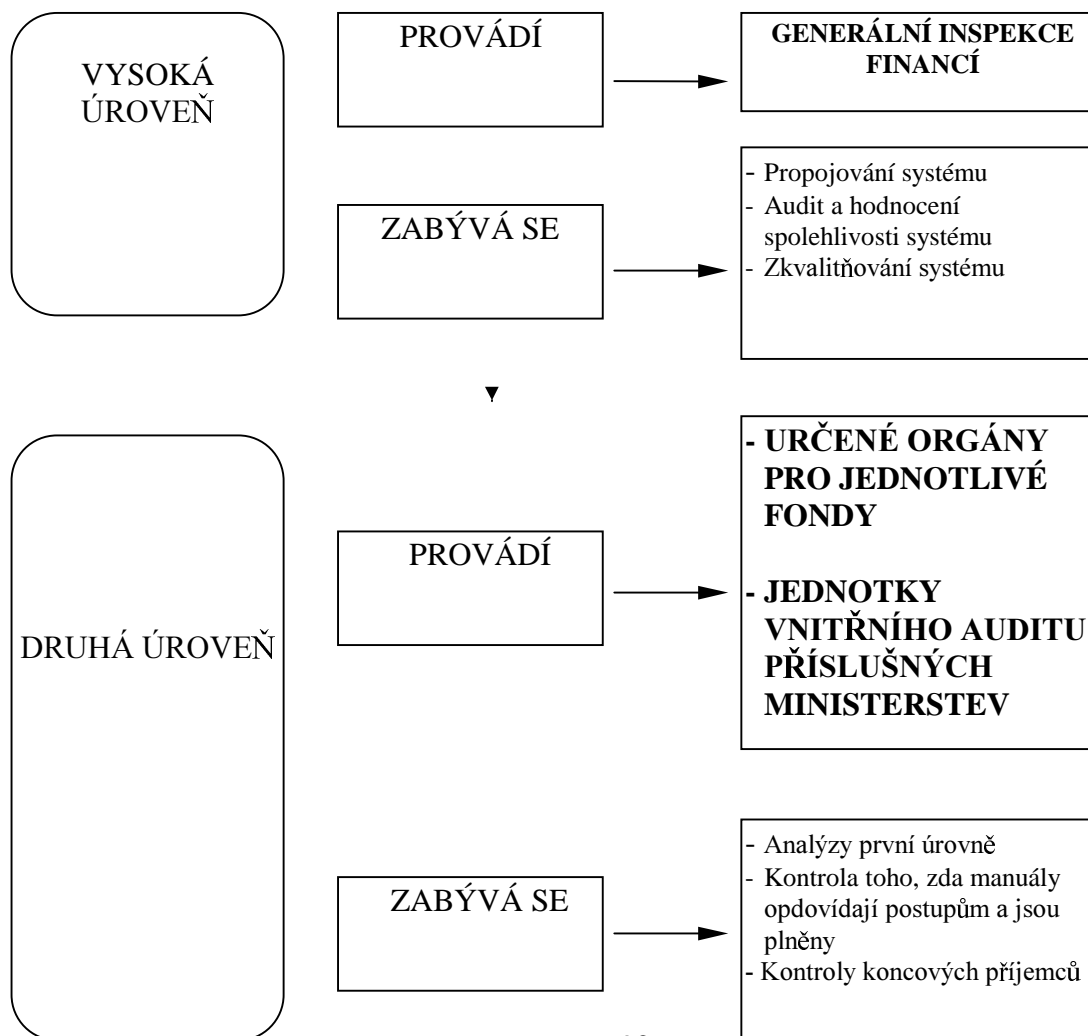 VYSOKÁ
ÚROVEŇ
PROVÁDÍ
GENERÁLNÍ INSPEKCE
FINANCÍ
ZABÝVÁ SE
- Propojování systému
- Audit a hodnocení
spolehlivosti systému
- Zkvalitňování systému
DRUHÁ ÚROVEŇ
PROVÁDÍ
- URČENÉ ORGÁNY
PRO JEDNOTLIVÉ
FONDY
- JEDNOTKY
VNITŘNÍHO AUDITU
PŘÍSLUŠNÝCH
MINISTERSTEV
ZABÝVÁ SE
- Analýzy první úrovně
- Kontrola toho, zda manuály
opdovídají postupům a jsou
plněny
- Kontroly koncových příjemců